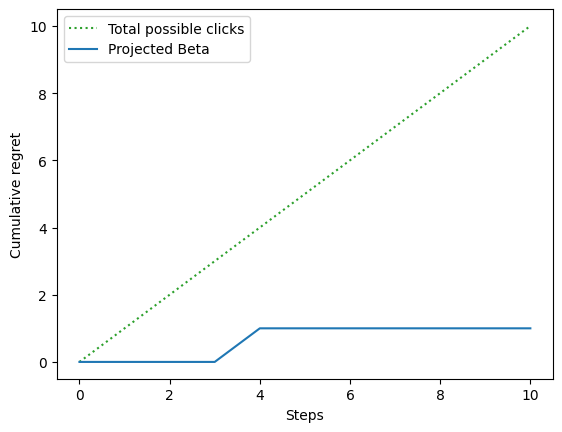 Total possible clicks
Projected Beta
Cumulative regret
10
8
6
4
2
0
0 2 4 6 8 10
Steps